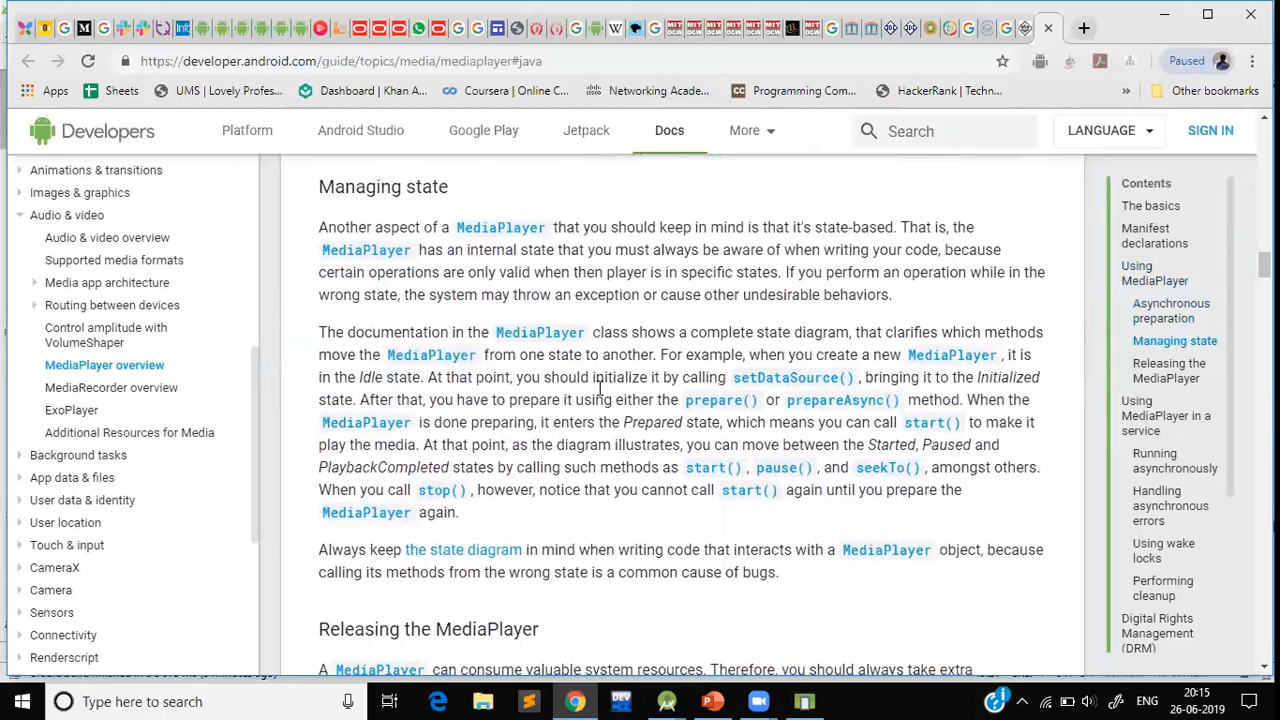 https://developer.android.com/guide/topics/media/mediaplayer#java
Paused
Apps
Sheets
UMS | Lovely Profes...
Dashboard | Khan A...
Coursera | Online C...
Networking Acade...
Programming Com...
HackerRank | Techn...
»
Other bookmarks
Developers
Platform
Android Studio
Google Play
Jetpack
Docs
More
Search
LANGUAGE
SIGN IN
Animations & transitions
Images & graphics
Audio & video
Audio & video overview
Supported media formats
Media app architecture
Routing between devices
Control amplitude with
VolumeShaper
MediaPlayer overview
MediaRecorder overview
ExoPlayer
Additional Resources for Media
Background tasks
App data & files
User data & identity
User location
Touch & input
CameraX
Camera
Sensors
Connectivity
Renderscript
Managing state
Another aspect of a MediaPlayer that you should keep in mind is that it's state-based. That is, the
MediaPlayer has an internal state that you must always be aware of when writing your code, because
certain operations are only valid when then player is in specific states. If you perform an operation while in the
wrong state, the system may throw an exception or cause other undesirable behaviors.
The documentation in the MediaPlayer class shows a complete state diagram, that clarifies which methods
move the MediaPlayer from one state to another. For example, when you create a new MediaPlayer, it is
in the Idle state. At that point, you should initialize it by calling setDataSource(), bringing it to the Initialized
state. After that, you have to prepare it using either the prepare() or prepareAsync() method. When the
MediaPlayer is done preparing, it enters the Prepared state, which means you can call start() to make it
play the media. At that point, as the diagram illustrates, you can move between the Started, Paused and
PlaybackCompleted states by calling such methods as start(), pause(), and seekTo(), amongst others.
When you call stop(), however, notice that you cannot call start() again until you prepare the
MediaPlayer again.
Always keep the state diagram in mind when writing code that interacts with a MediaPlayer object, because
calling its methods from the wrong state is a common cause of bugs.
Releasing the MediaPlayer
A MediaPlayer can consume valuable system resources. Therefore, you should always take extra
Contents
The basics
Manifest
declarations
Using
MediaPlayer
Asynchronous
preparation
Managing state
Releasing the
MediaPlayer
Using
MediaPlayer in a
service
Running
asynchronously
Handling
asynchronous
errors
Using wake
locks
Performing
cleanup
Digital Rights
Management
(DRM)
Type here to search
ENG
20:15
26-06-2019